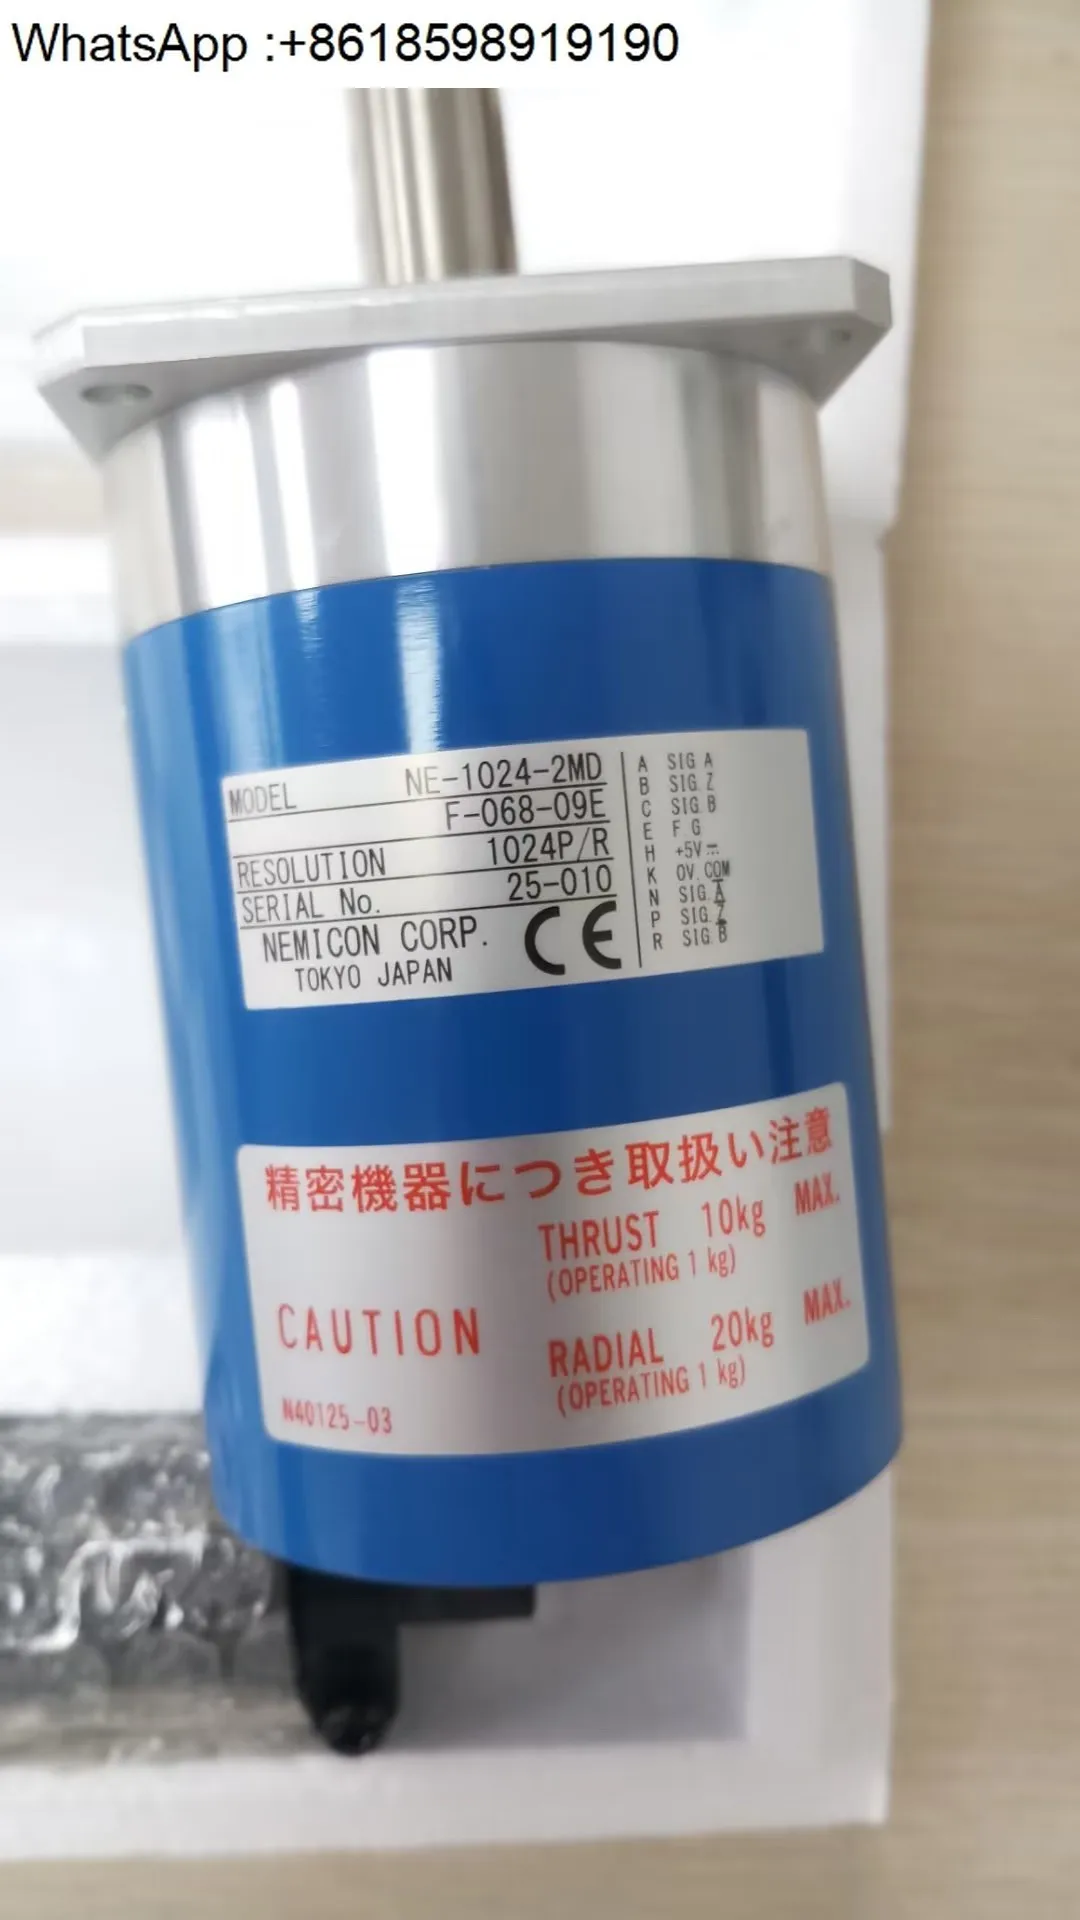 WhatsApp :+8618598919190
MODEL NE-1024-2MD
F-068-09E
RESOLUTION 1024P/R
SERIAL No. 25-010
NEMICON CORP.
TOKYO JAPAN
CE
A SIG A
B SIG. Z
C SIG. B
E F G
H +5V⎓
K 0V. COM
N SIG. A̅
P SIG. Z̅
R SIG. B̅
精密機器につき取扱い注意
THRUST 10kg MAX.
(OPERATING 1 kg)
CAUTION
RADIAL 20kg MAX.
(OPERATING 1 kg)
N40125-03